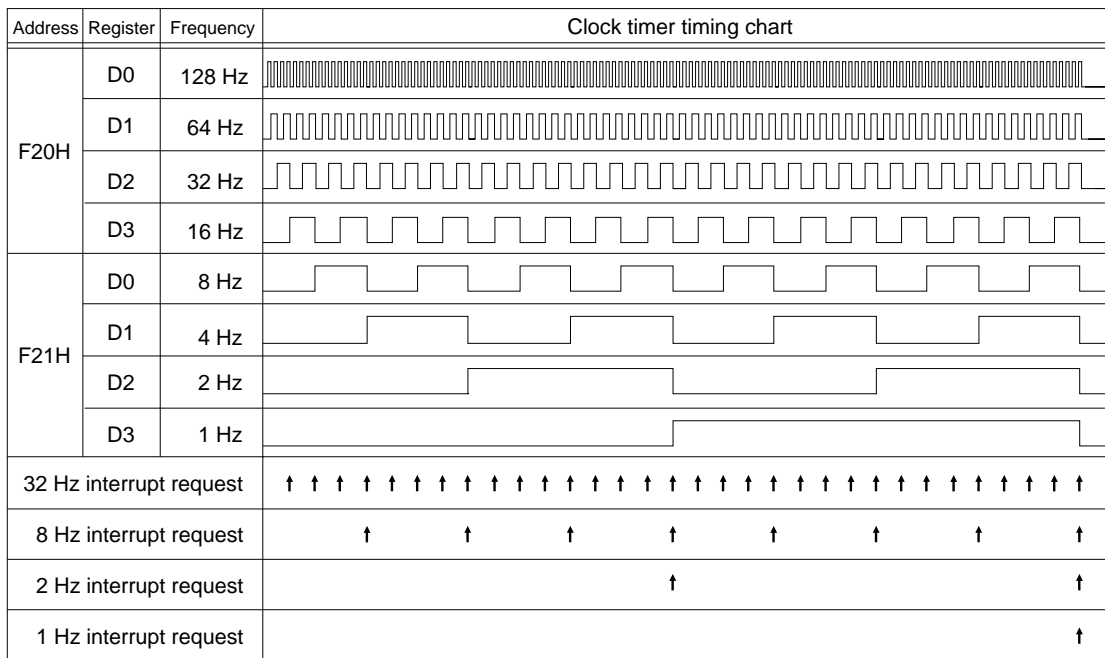 Address Register Frequency Clock timer timing chart
F20H
D0 128 Hz
D1 64 Hz
D2 32 Hz
D3 16 Hz
F21H
D0 8 Hz
D1 4 Hz
D2 2 Hz
D3 1 Hz
32 Hz interrupt request
8 Hz interrupt request
2 Hz interrupt request
1 Hz interrupt request